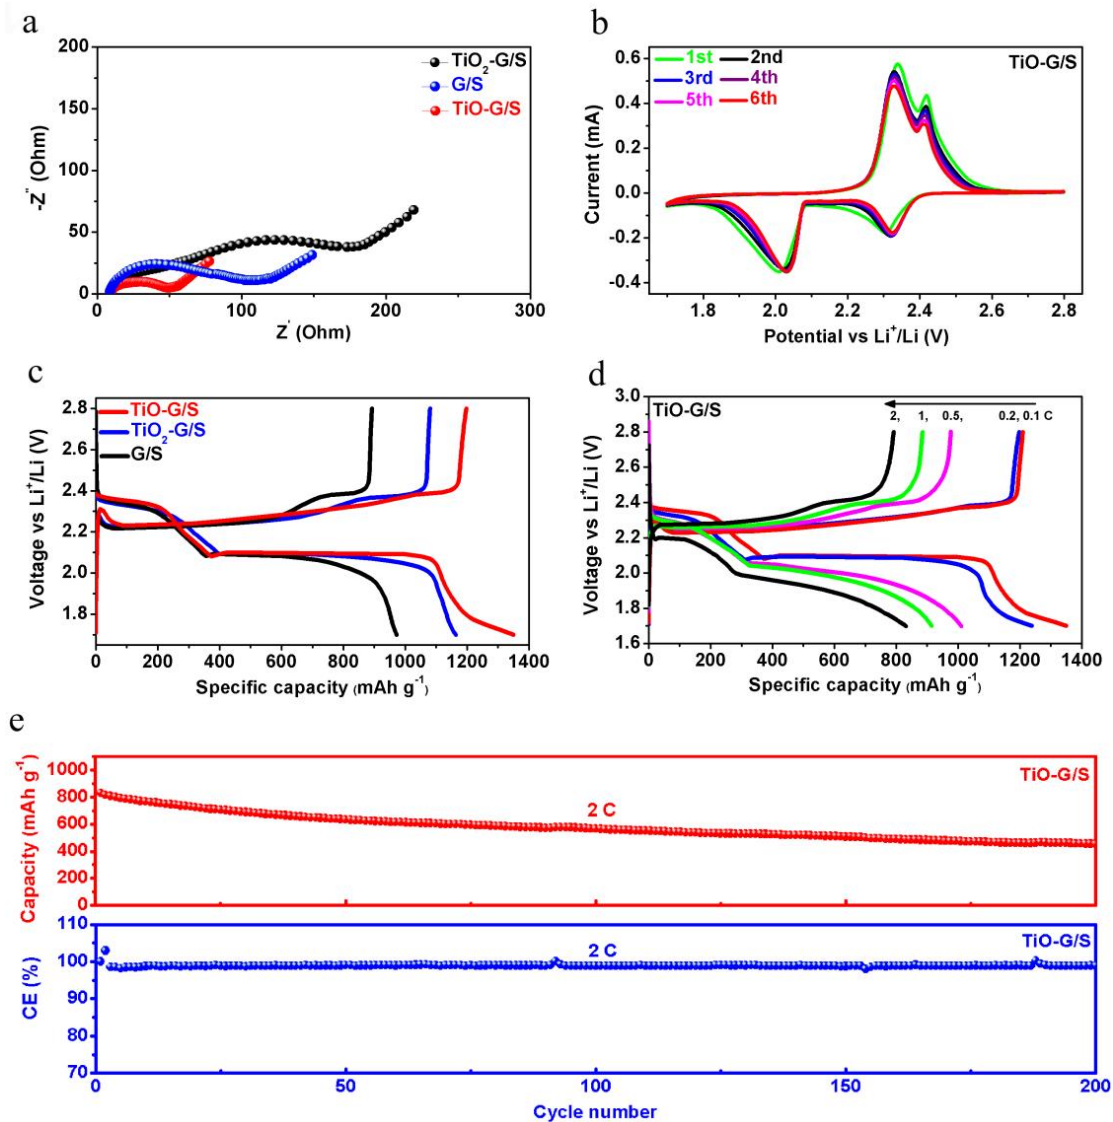 a
200
150
100
50
0
-Z" (Ohm)
TiO2-G/S
G/S
TiO-G/S
0 100 200 300
Z' (Ohm)
b
0.6
0.4
0.2
0.0
-0.2
-0.4
Current (mA)
1st 2nd
3rd 4th
5th 6th
TiO-G/S
1.8 2.0 2.2 2.4 2.6 2.8
Potential vs Li+/Li (V)
c
2.8
2.6
2.4
2.2
2.0
1.8
Voltage vs Li+/Li (V)
TiO-G/S
TiO2-G/S
G/S
0 200 400 600 800 1000 1200 1400
Specific capacity (mAh g-1)
d
3.0
2.8
2.6
2.4
2.2
2.0
1.8
1.6
Voltage vs Li+/Li (V)
TiO-G/S
2, 1, 0.5, 0.2, 0.1 C
0 200 400 600 800 1000 1200 1400
Specific capacity (mAh g-1)
e
1000
800
600
400
200
0
Capacity (mAh g-1)
TiO-G/S
2 C
110
100
90
80
70
CE (%)
2 C
TiO-G/S
0 50 100 150 200
Cycle number